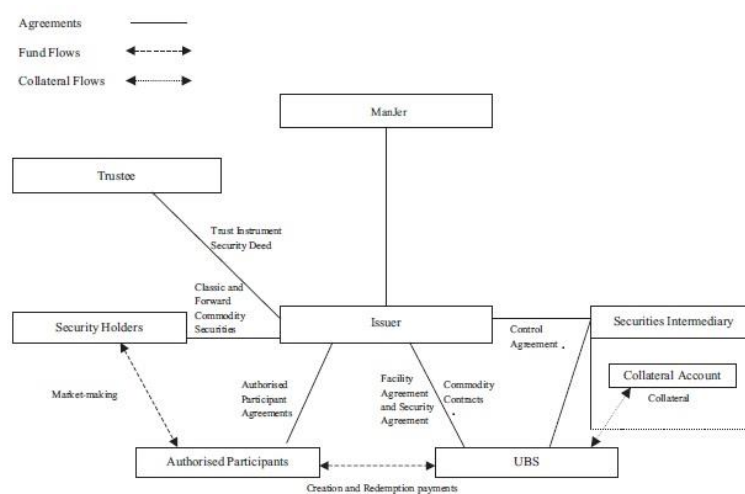 Agreements
Fund Flows
Collateral Flows
ManJer
Trustee
Trust Instrument
Security Deed
Classic and
Forward
Commodity
Securities
Security Holders
Issuer
Securities Intermediary
Control
Agreement .
Collateral Account
Collateral
Market-making
Authorised
Participant
Agreements
Facility
Agreement
and Security
Agreement
Commodity
Contracts
.
Authorised Participants
UBS
Creation and Redemption payments